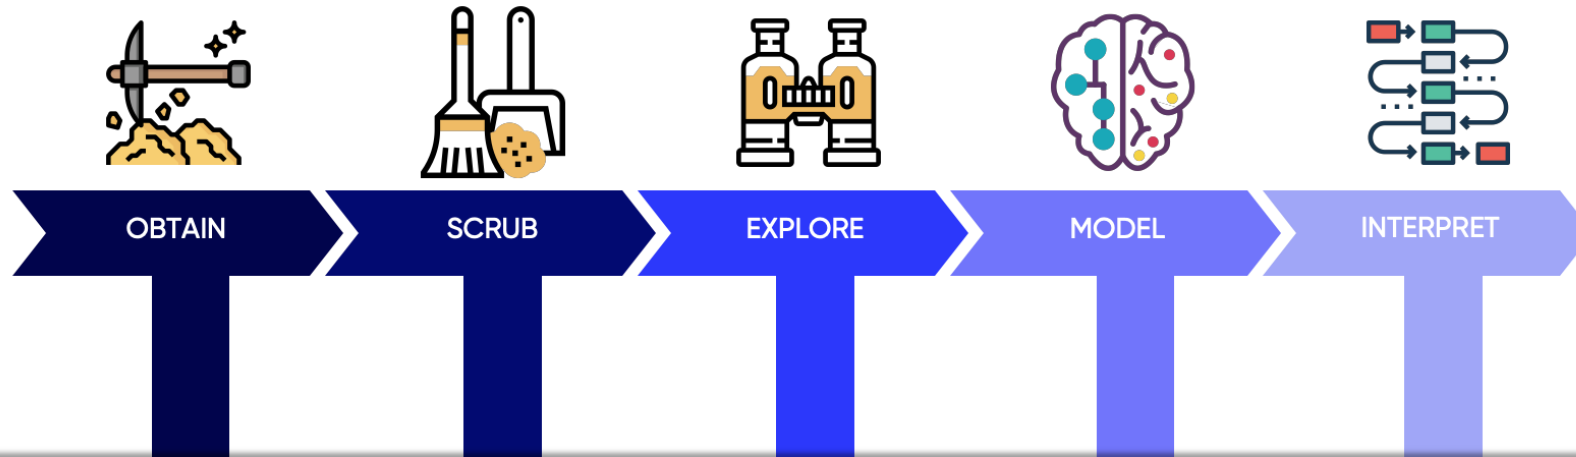 OBTAIN
SCRUB
EXPLORE
MODEL
INTERPRET